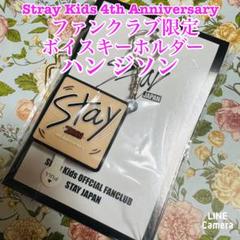 Stray Kids 4th Anniversary
ファンクラブ限定
ボイスキーホルダー
ハン ジソン
JAPAN
Stay
Kids OFFICIAL FANCLUB
STAY JAPAN
LINE
Camera